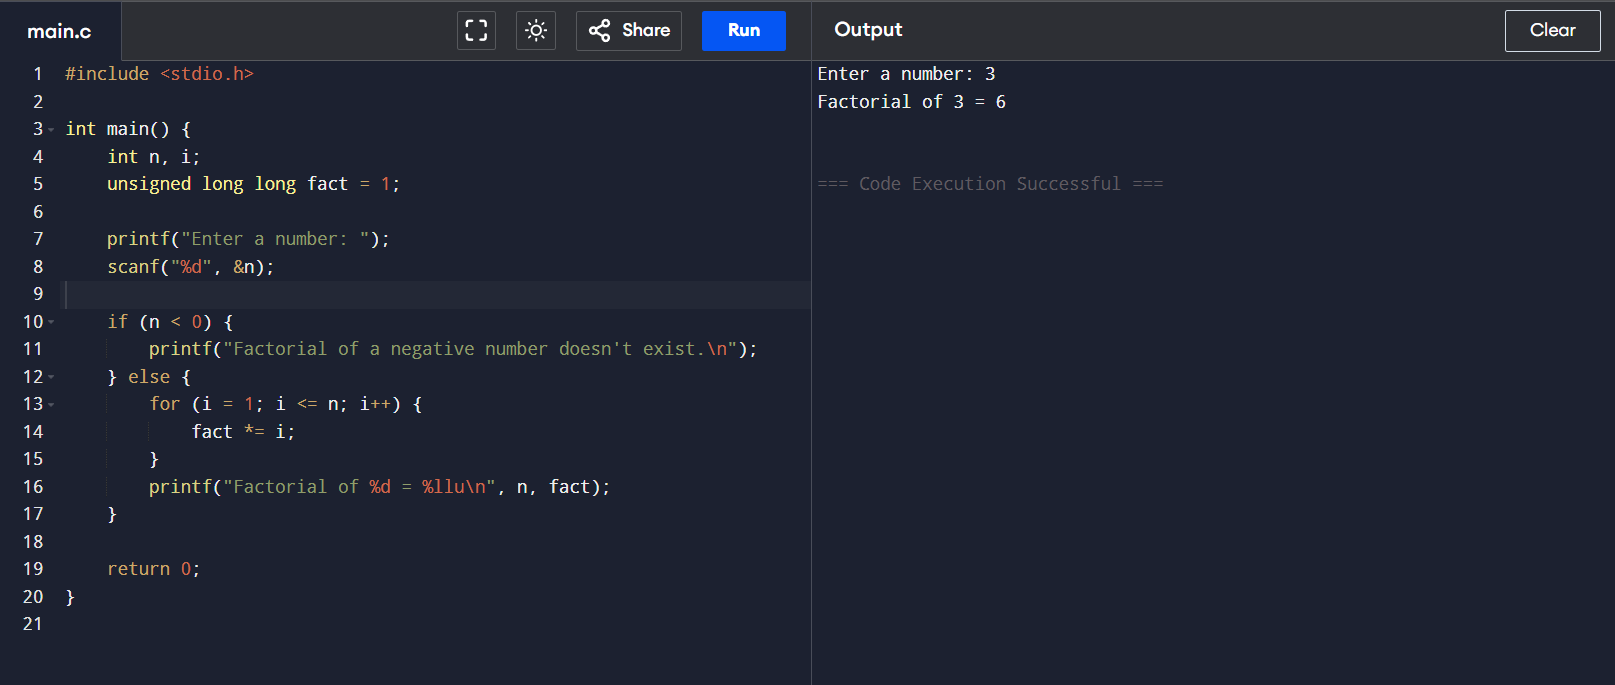 main.c
Share
Run
Output
Clear
1 #include <stdio.h>
2
3 int main() {
4     int n, i;
5     unsigned long long fact = 1;
6
7     printf("Enter a number: ");
8     scanf("%d", &n);
9
10     if (n < 0) {
11         printf("Factorial of a negative number doesn't exist.\n");
12     } else {
13         for (i = 1; i <= n; i++) {
14             fact *= i;
15         }
16         printf("Factorial of %d = %llu\n", n, fact);
17     }
18
19     return 0;
20 }
21
Enter a number: 3
Factorial of 3 = 6
=== Code Execution Successful ===